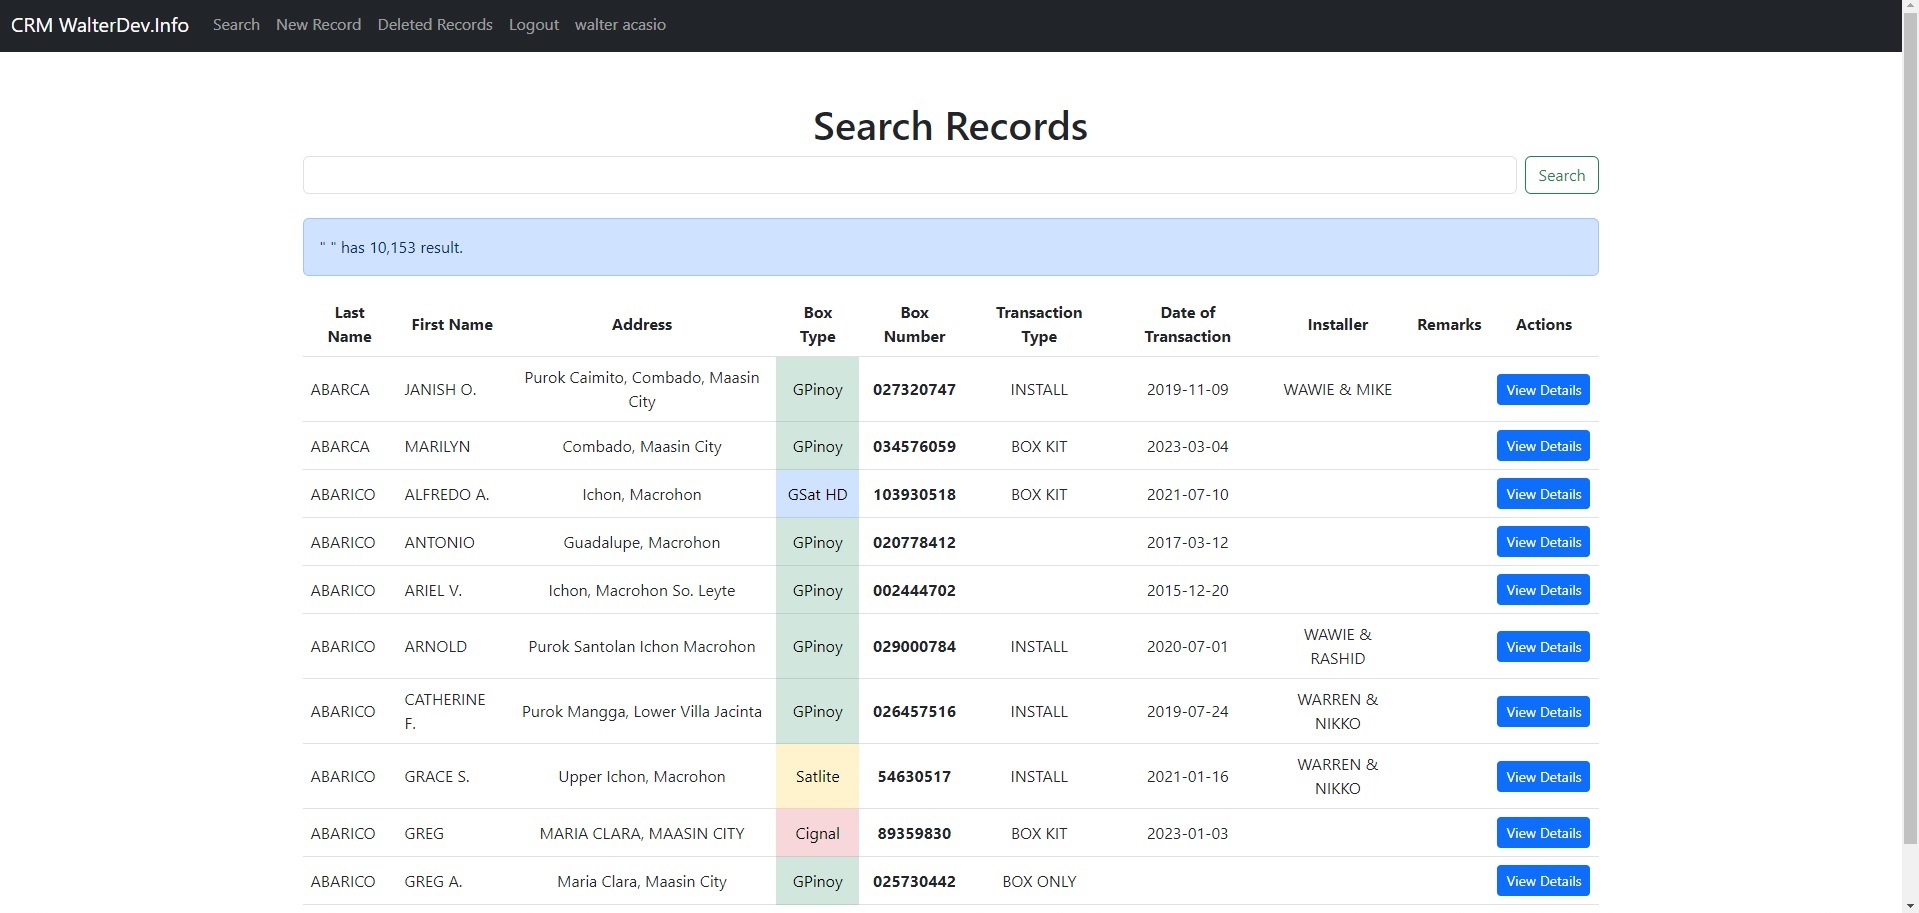 CRM WalterDev.Info Search New Record Deleted Records Logout walter acasio
Search Records
Search
" " has 10,153 result.
Last Name First Name Address Box Type Box Number Transaction Type Date of Transaction Installer Remarks Actions
ABARCA JANISH O. Purok Caimito, Combado, Maasin City GPinoy 027320747 INSTALL 2019-11-09 WAWIE & MIKE View Details
ABARCA MARILYN Combado, Maasin City GPinoy 034576059 BOX KIT 2023-03-04 View Details
ABARICO ALFREDO A. Ichon, Macrohon GSat HD 103930518 BOX KIT 2021-07-10 View Details
ABARICO ANTONIO Guadalupe, Macrohon GPinoy 020778412 2017-03-12 View Details
ABARICO ARIEL V. Ichon, Macrohon So. Leyte GPinoy 002444702 2015-12-20 View Details
ABARICO ARNOLD Purok Santolan Ichon Macrohon GPinoy 029000784 INSTALL 2020-07-01 WAWIE & RASHID View Details
ABARICO CATHERINE F. Purok Mangga, Lower Villa Jacinta GPinoy 026457516 INSTALL 2019-07-24 WARREN & NIKKO View Details
ABARICO GRACE S. Upper Ichon, Macrohon Satlite 54630517 INSTALL 2021-01-16 WARREN & NIKKO View Details
ABARICO GREG MARIA CLARA, MAASIN CITY Cignal 89359830 BOX KIT 2023-01-03 View Details
ABARICO GREG A. Maria Clara, Maasin City GPinoy 025730442 BOX ONLY View Details